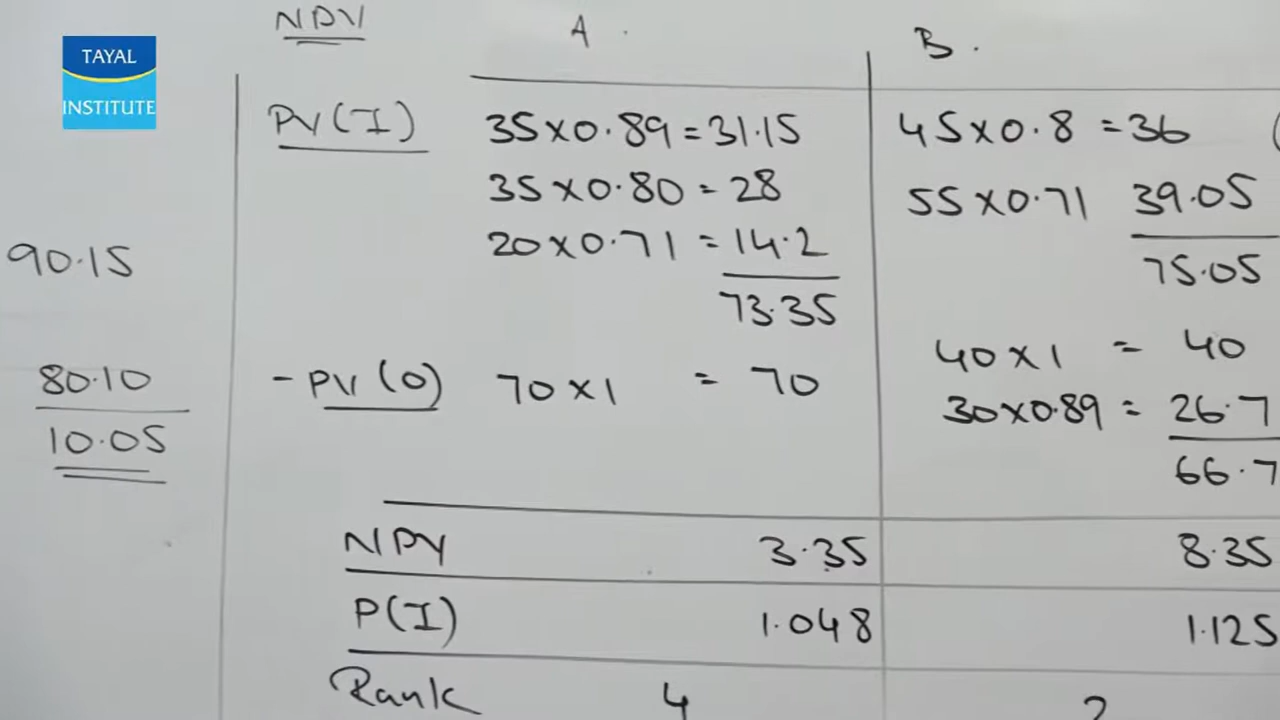 TAYAL
INSTITUTE
NPV A B.
PV(I) 35×0.89=31.15 45×0.8=36
35×0.80=28 55×0.71 39.05
20×0.71=14.2 75.05
90.15
73.35
40×1 = 40
80.10 -PV(O) 70×1 = 70 30×0.89=26.7
10.05 66.7
NPV 3.35 8.35
P(I) 1.048 1.125
Rank 4 2